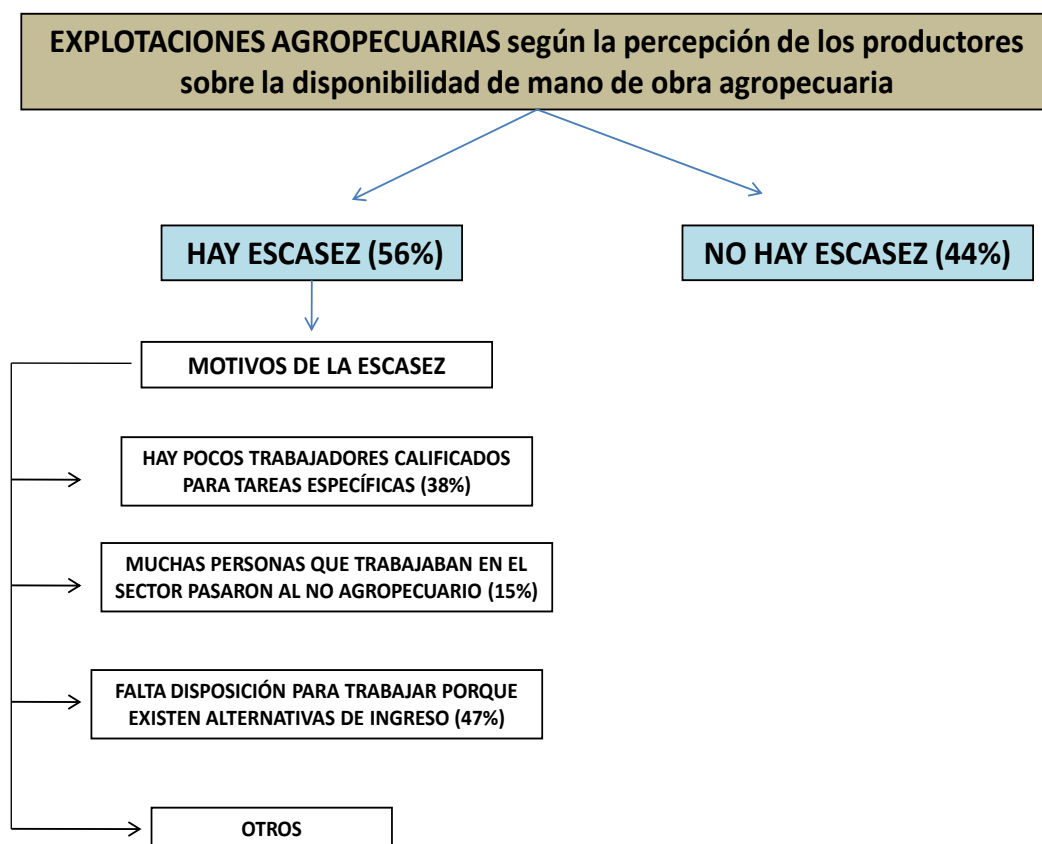 EXPLOTACIONES AGROPECUARIAS según la percepción de los productores
sobre la disponibilidad de mano de obra agropecuaria
HAY ESCASEZ (56%)
NO HAY ESCASEZ (44%)
MOTIVOS DE LA ESCASEZ
HAY POCOS TRABAJADORES CALIFICADOS
PARA TAREAS ESPECÍFICAS (38%)
MUCHAS PERSONAS QUE TRABAJABAN EN EL
SECTOR PASARON AL NO AGROPECUARIO (15%)
FALTA DISPOSICIÓN PARA TRABAJAR PORQUE
EXISTEN ALTERNATIVAS DE INGRESO (47%)
OTROS